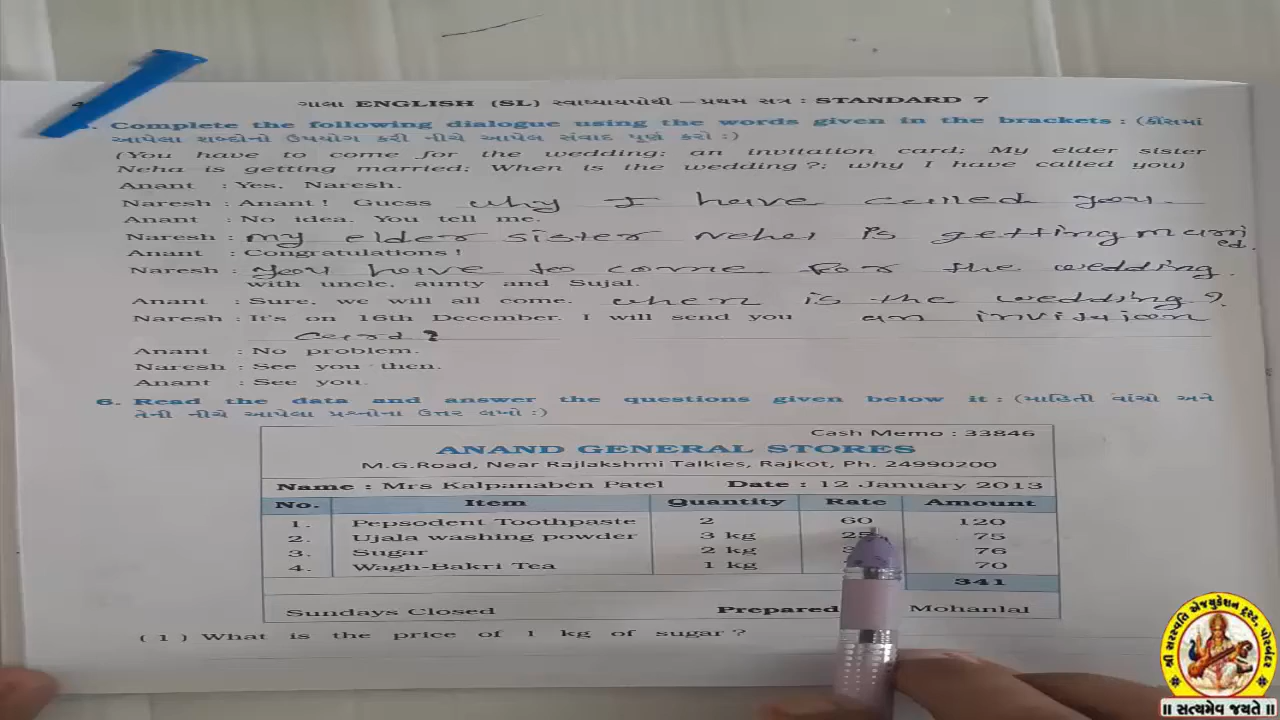 ગાલા ENGLISH (SL) સ્વાધ્યાયપોથી – પ્રથમ સત્ર : STANDARD 7
Complete the following dialogue using the words given in the brackets : (કૌંસમાં
આપેલા શબ્દોનો ઉપયોગ કરી નીચે આપેલ સંવાદ પૂર્ણ કરો :)
(You have to come for the wedding; an invitation card; My elder sister
Neha is getting married; When is the wedding?; why I have called you)
Anant : Yes, Naresh.
Naresh : Anant! Guess why I have called you.
Anant : No idea. You tell me.
Naresh : my elder sister Neha is getting marri
ed.
Anant : Congratulations!
Naresh : you have to come for the wedding.
with uncle, aunty and Sujal.
Anant : Sure, we will all come. when is the wedding?
Naresh : It's on 16th December. I will send you an invitation
card?
Anant : No problem.
Naresh : See you then.
Anant : See you.
6. Read the data and answer the questions given below it : (માહિતી વાંચો અને
તેની નીચે આપેલા પ્રશ્નોના ઉત્તર લખો :)
Cash Memo : 33846
ANAND GENERAL STORES
M.G.Road, Near Rajlakshmi Talkies, Rajkot, Ph. 24990200
Name : Mrs Kalpanaben Patel Date : 12 January 2013
No. Item Quantity Rate Amount
1. Pepsodent Toothpaste 2 60 120
2. Ujala washing powder 3 kg 25 75
3. Sugar 2 kg 76
4. Wagh-Bakri Tea 1 kg 70
341
Sundays Closed Prepared Mohanlal
(1) What is the price of 1 kg of sugar?
શ્રી સરસ્વતી એજ્યુકેશન ટ્રસ્ટ, પોરબંદર
॥ સત્યમેવ જયતે ॥